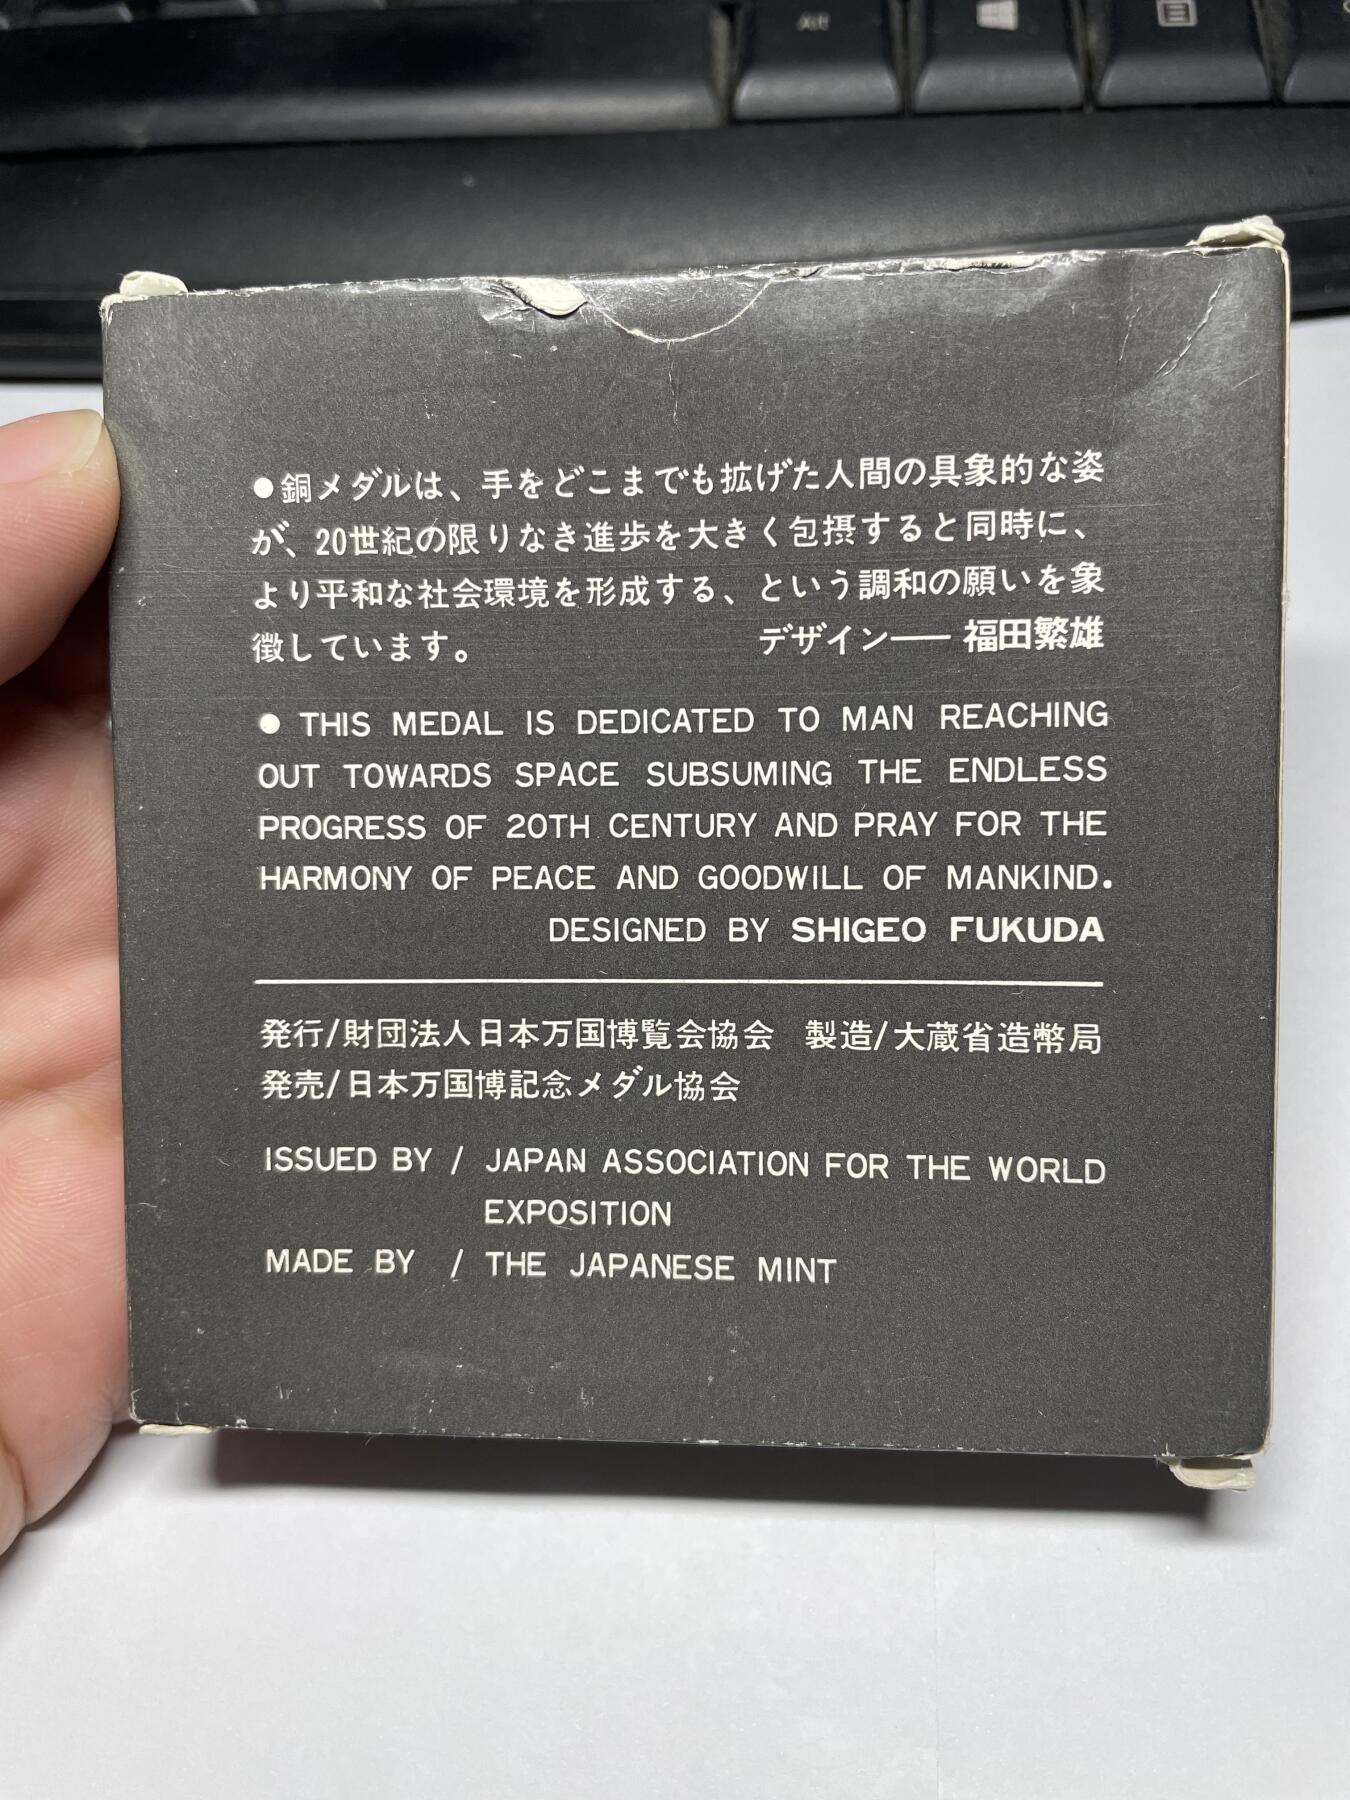 Alt
●銅メダルは、手をどこまでも拡げた人間の具象的な姿
が、20世紀の限りなき進歩を大きく包摂すると同時に、
より平和な社会環境を形成する、という調和の願いを象
徴しています。 デザイン── 福田繁雄
● THIS MEDAL IS DEDICATED TO MAN REACHING
OUT TOWARDS SPACE SUBSUMING THE ENDLESS
PROGRESS OF 20TH CENTURY AND PRAY FOR THE
HARMONY OF PEACE AND GOODWILL OF MANKIND.
DESIGNED BY SHIGEO FUKUDA
発行/財団法人日本万国博覧会協会 製造/大蔵省造幣局
発売/日本万国博記念メダル協会
ISSUED BY / JAPAN ASSOCIATION FOR THE WORLD
EXPOSITION
MADE BY / THE JAPANESE MINT